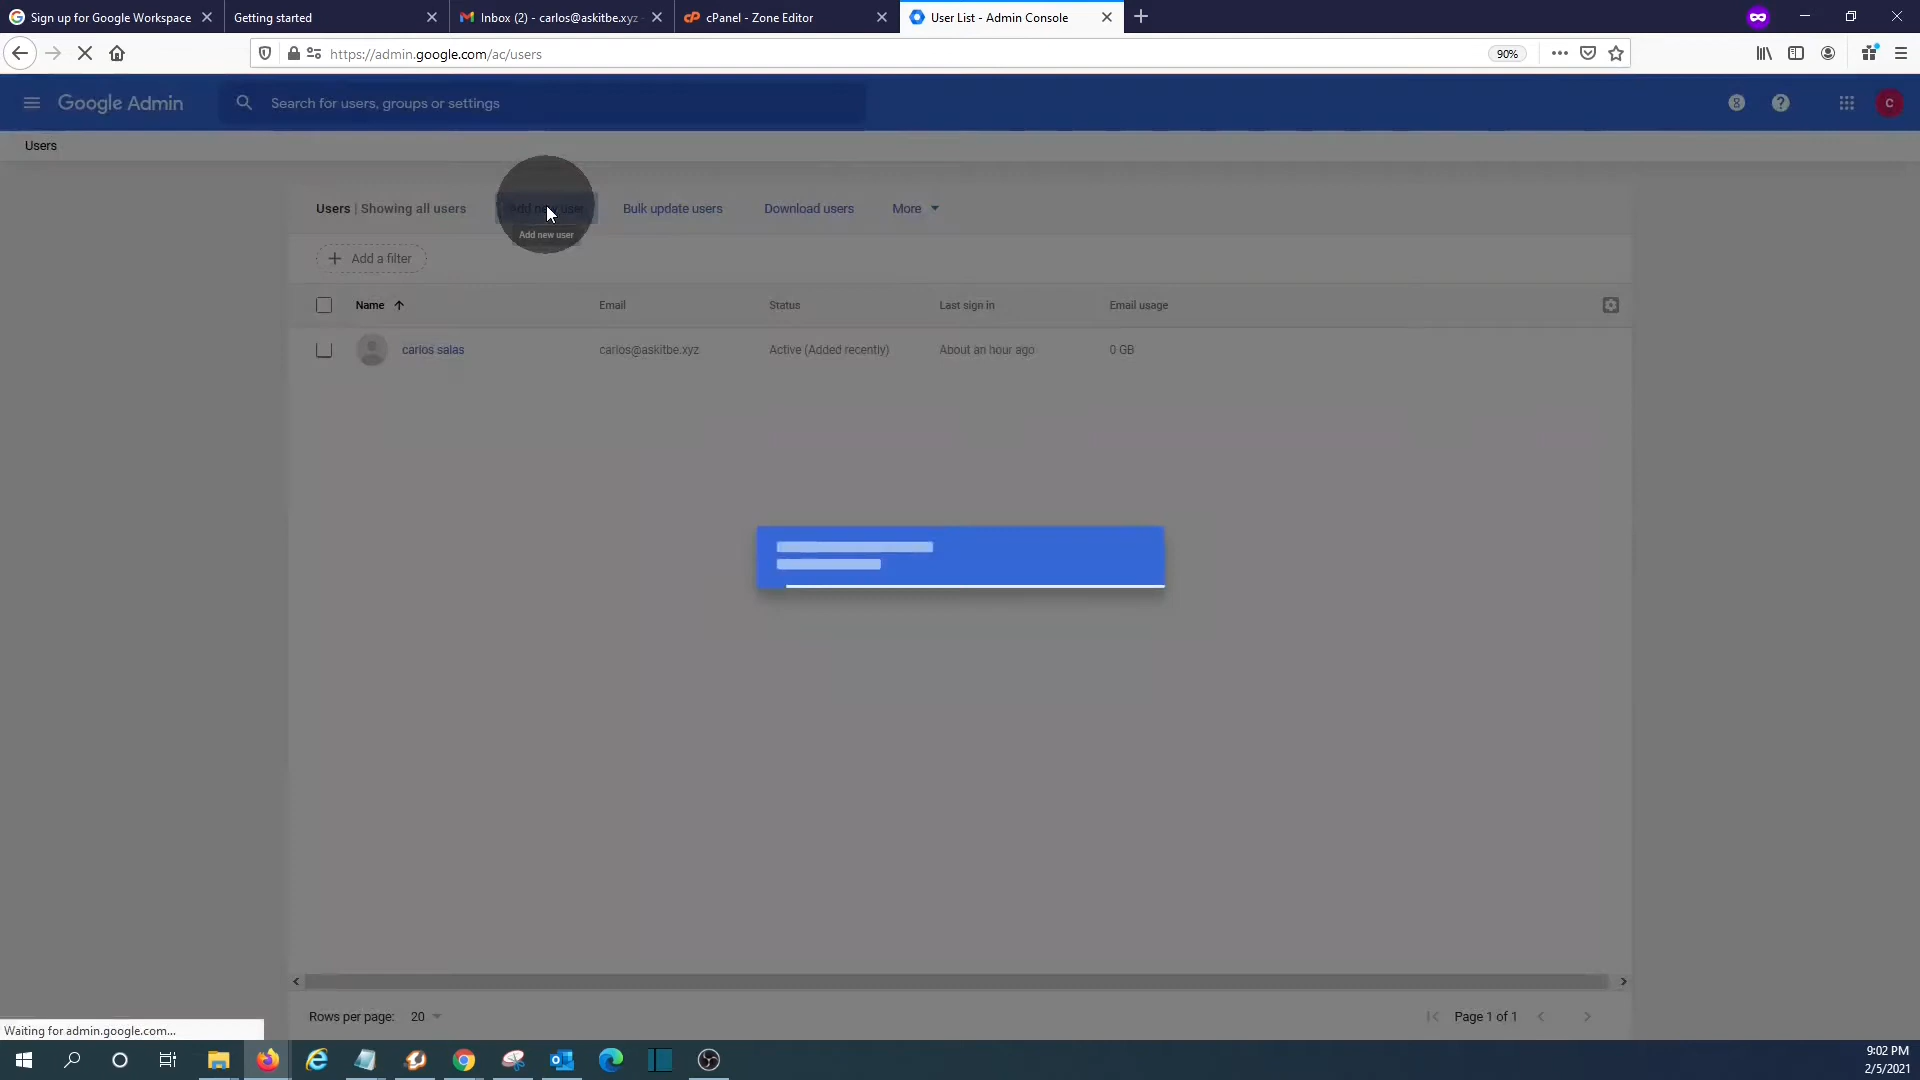 Sign up for Google Workspace
Getting started
Inbox (2) - carlos@askitbe.xyz -
cPanel - Zone Editor
User List - Admin Console
https://admin.google.com/ac/users
90%
Google Admin
Search for users, groups or settings
C
Users
Users | Showing all users
Add new user
Bulk update users
Download users
More
Add new user
Add a filter
Name
Email
Status
Last sign in
Email usage
carlos salas
carlos@askitbe.xyz
Active (Added recently)
About an hour ago
0 GB
Rows per page: 20
Page 1 of 1
Waiting for admin.google.com...
9:02 PM
2/5/2021